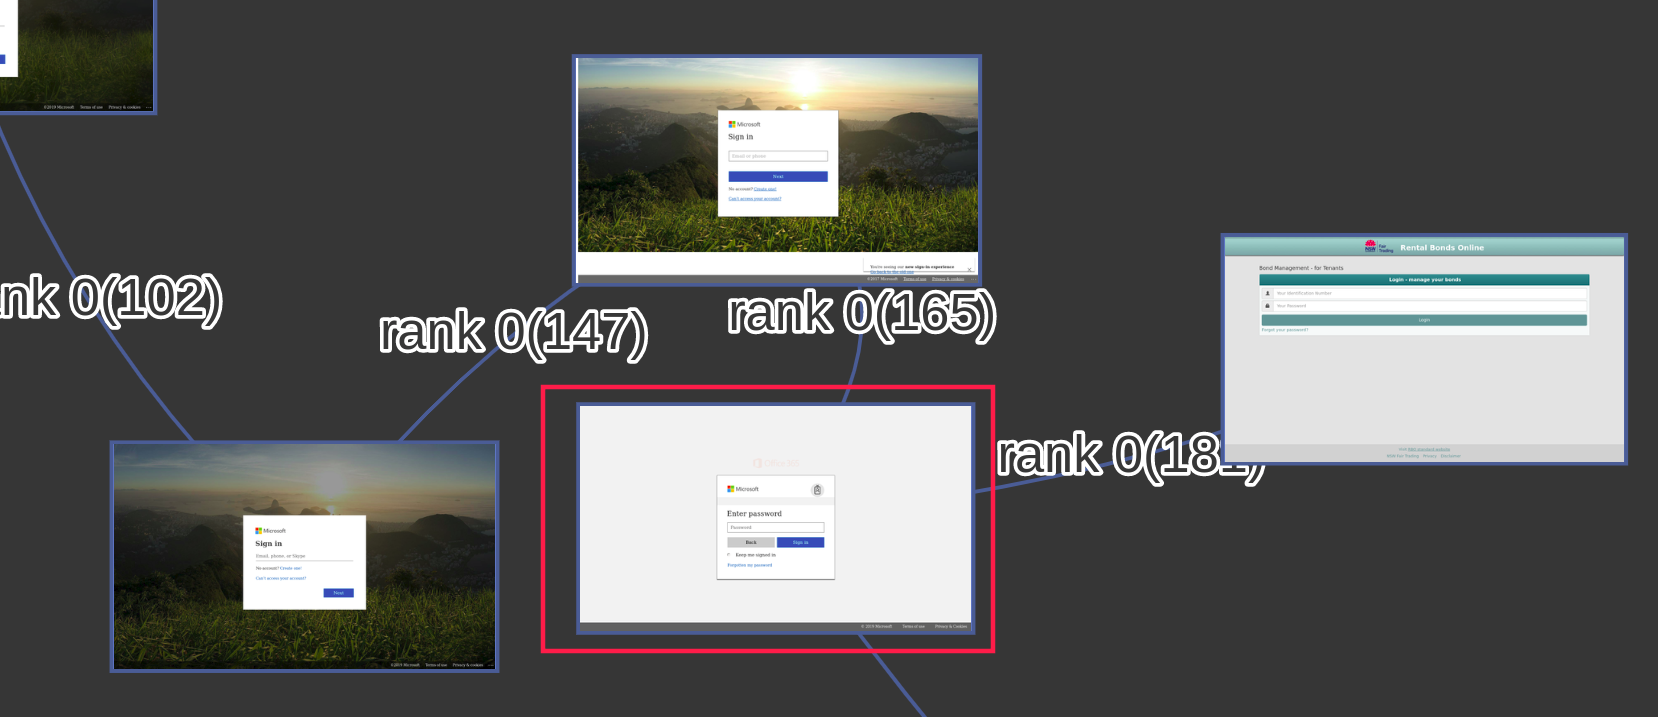 ©2019 Microsoft Terms of use Privacy & cookies ...
Microsoft
Sign in
Email or phone
Next
No account? Create one!
Can't access your account?
You're seeing our new sign-in experience
Go back to the old one
©2017 Microsoft Terms of use Privacy & cookies ...
NSW Fair Trading Rental Bonds Online
Bond Management - for Tenants
Login - manage your bonds
Your Identification Number
Your Password
Login
Forgot your password?
NSW Fair Trading Privacy Disclaimer
nk 0(102)
rank 0(147)
rank 0(165)
rank 0(181)
Office 365
Microsoft
Enter password
Password
Back Sign in
Keep me signed in
Forgotten my password
© 2019 Microsoft Terms of use Privacy & Cookies
Microsoft
Sign in
Email, phone, or Skype
No account? Create one!
Can't access your account?
Next
©2019 Microsoft Terms of use Privacy & cookies ...